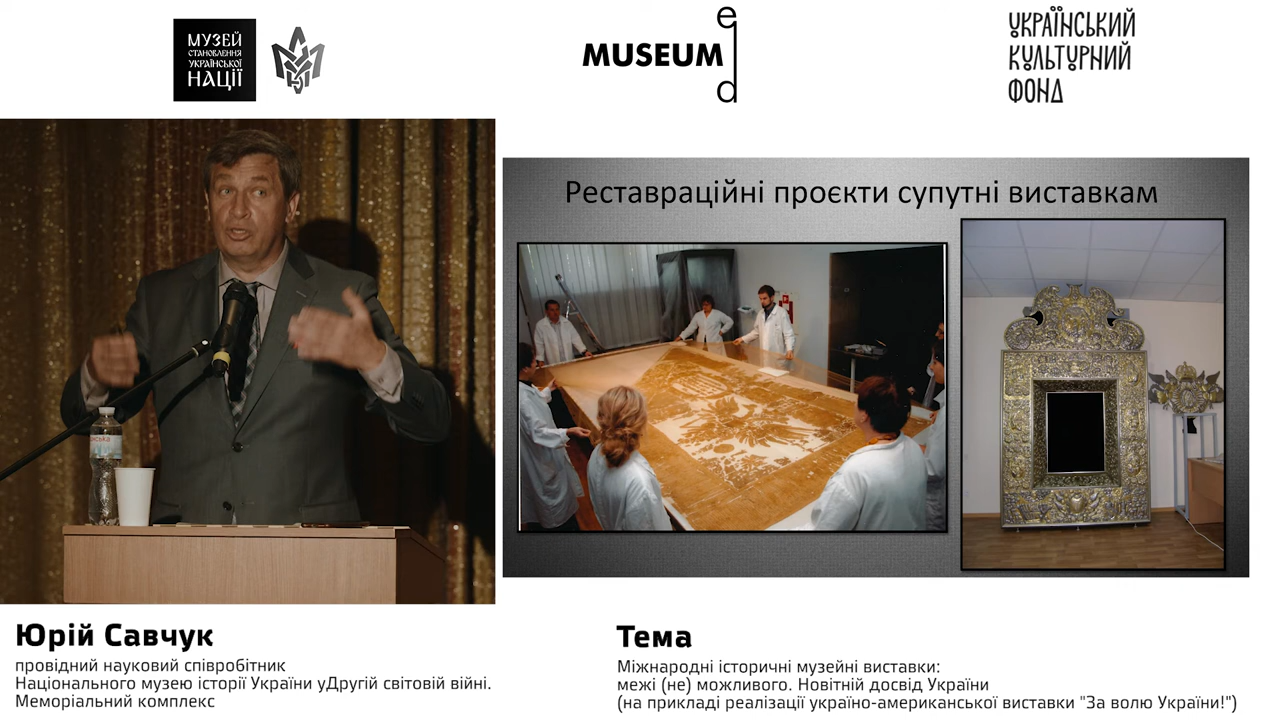 МУЗЕЙ
СТАНОВЛЕННЯ
УКРАЇНСЬКОЇ
НАЦІЇ
MUSEUM
ed
УКРАЇНСЬКИЙ
КУЛЬТУРНИЙ
ФОНД
Реставраційні проєкти супутні виставкам
Юрій Савчук
провідний науковий співробітник
Національного музею історії України уДругій світовій війні.
Меморіальний комплекс
Тема
Міжнародні історичні музейні виставки:
межі (не) можливого. Новітній досвід України
(на прикладі реалізації україно-американської виставки "За волю України!")